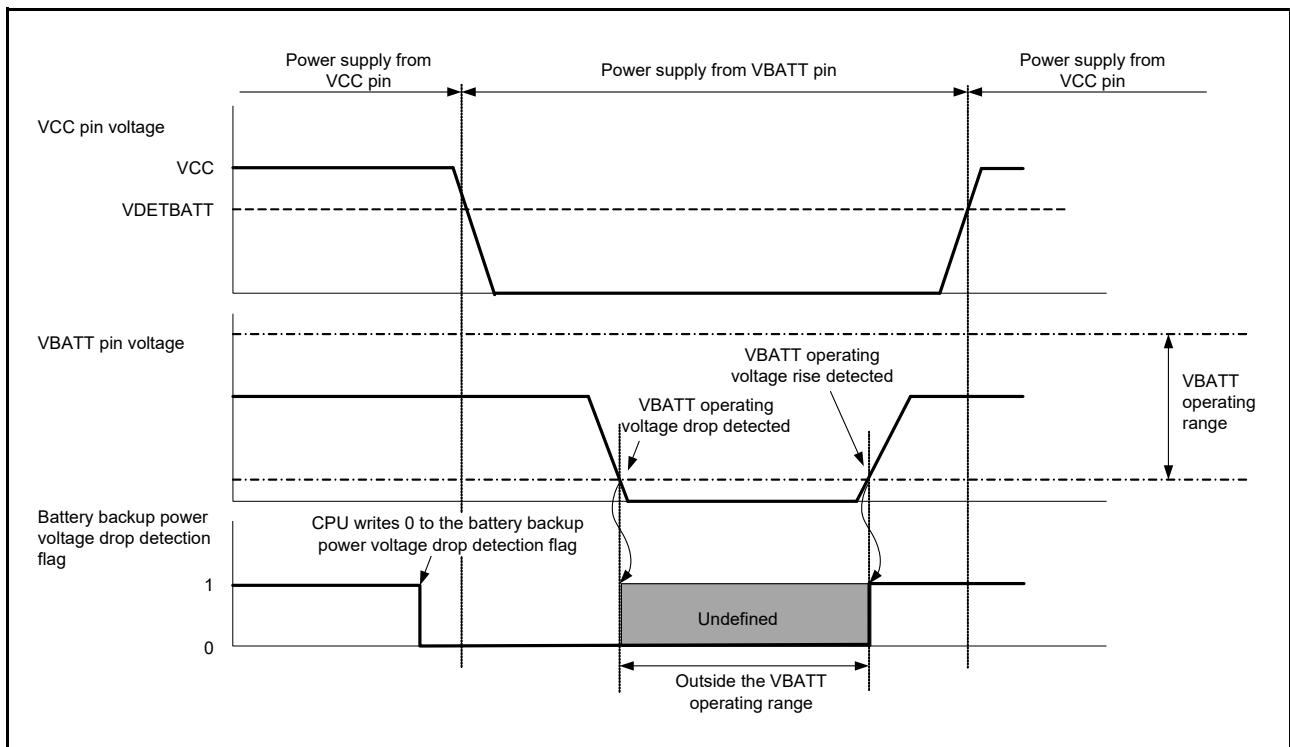 Power supply from
VCC pin
Power supply from VBATT pin
Power supply from
VCC pin
VCC pin voltage
VCC
VDETBATT
VBATT pin voltage
VBATT operating
voltage rise detected
VBATT operating
voltage drop detected
VBATT
operating
range
Battery backup power
voltage drop detection
flag
CPU writes 0 to the battery backup
power voltage drop detection flag
1
Undefined
0
Outside the VBATT
operating range